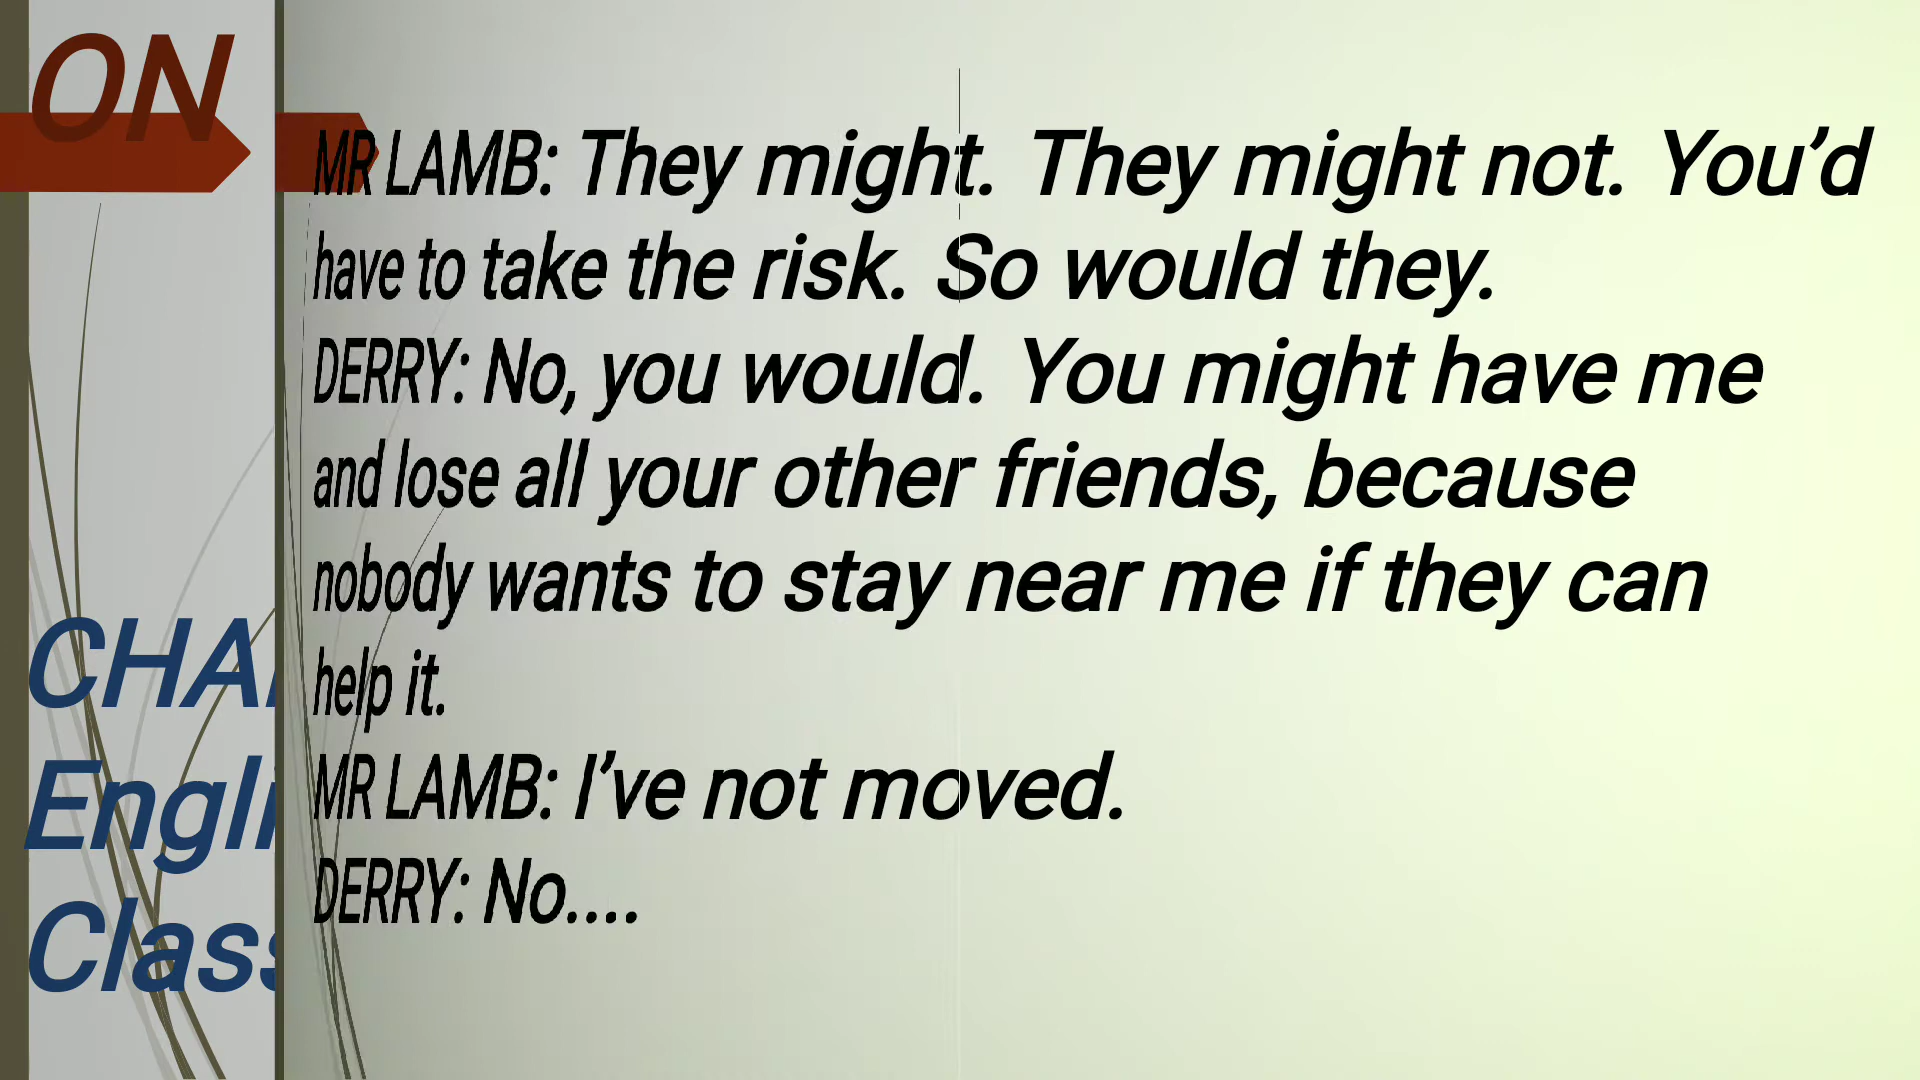 ON
CHA
Engli
Class
MR LAMB: They might. They might not. You’d
have to take the risk. So would they.
DERRY: No, you would. You might have me
and lose all your other friends, because
nobody wants to stay near me if they can
help it.
MR LAMB: I’ve not moved.
DERRY: No....